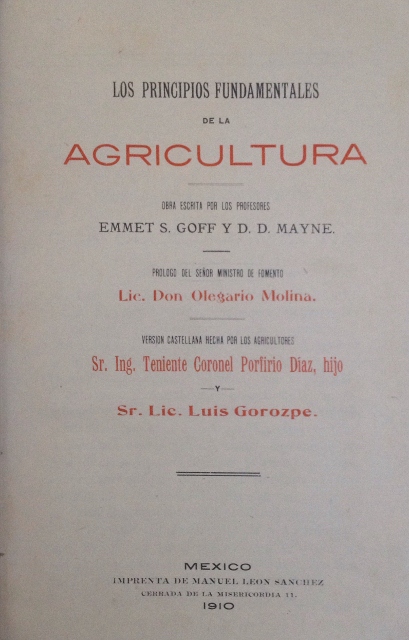 LOS PRINCIPIOS FUNDAMENTALES
DE LA
AGRICULTURA
OBRA ESCRITA POR LOS PROFESORES
EMMET S. GOFF Y D. D. MAYNE.
PROLOGO DEL SEÑOR MINISTRO DE FOMENTO
Lic. Don Olegario Molina.
VERSION CASTELLANA HECHA POR LOS AGRICULTORES
Sr. Ing. Teniente Coronel Porfirio Díaz, hijo
—Y—
Sr. Lic. Luis Gorozpe.
MEXICO
IMPRENTA DE MANUEL LEON SANCHEZ
CERRADA DE LA MISERICORDIA 11.
1910